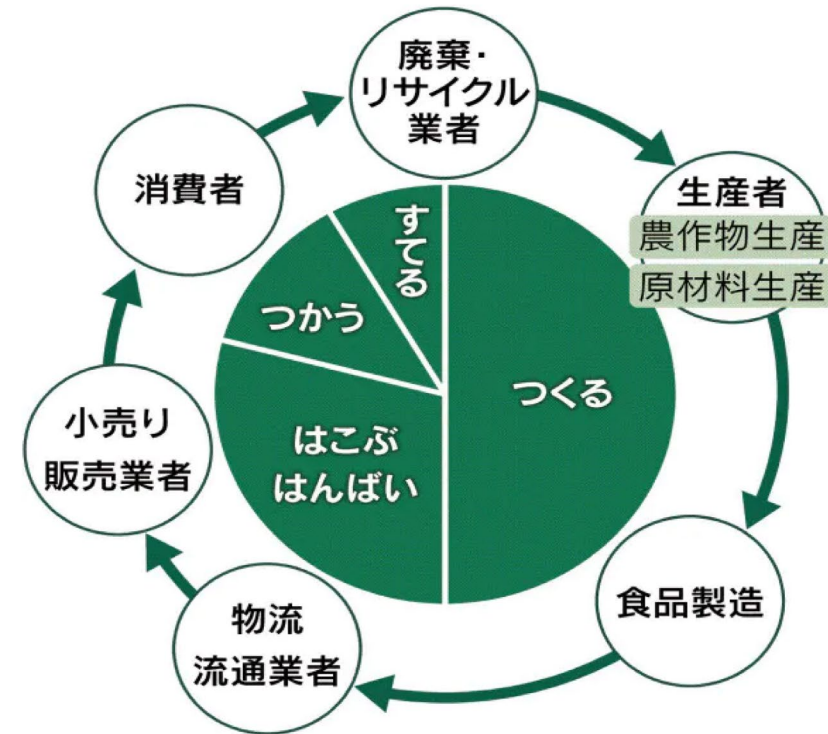 廃棄・
リサイクル
業者
生産者
農作物生産
原材料生産
食品製造
物流
流通業者
小売り
販売業者
消費者
つくる
はこぶ
はんばい
つかう
すてる